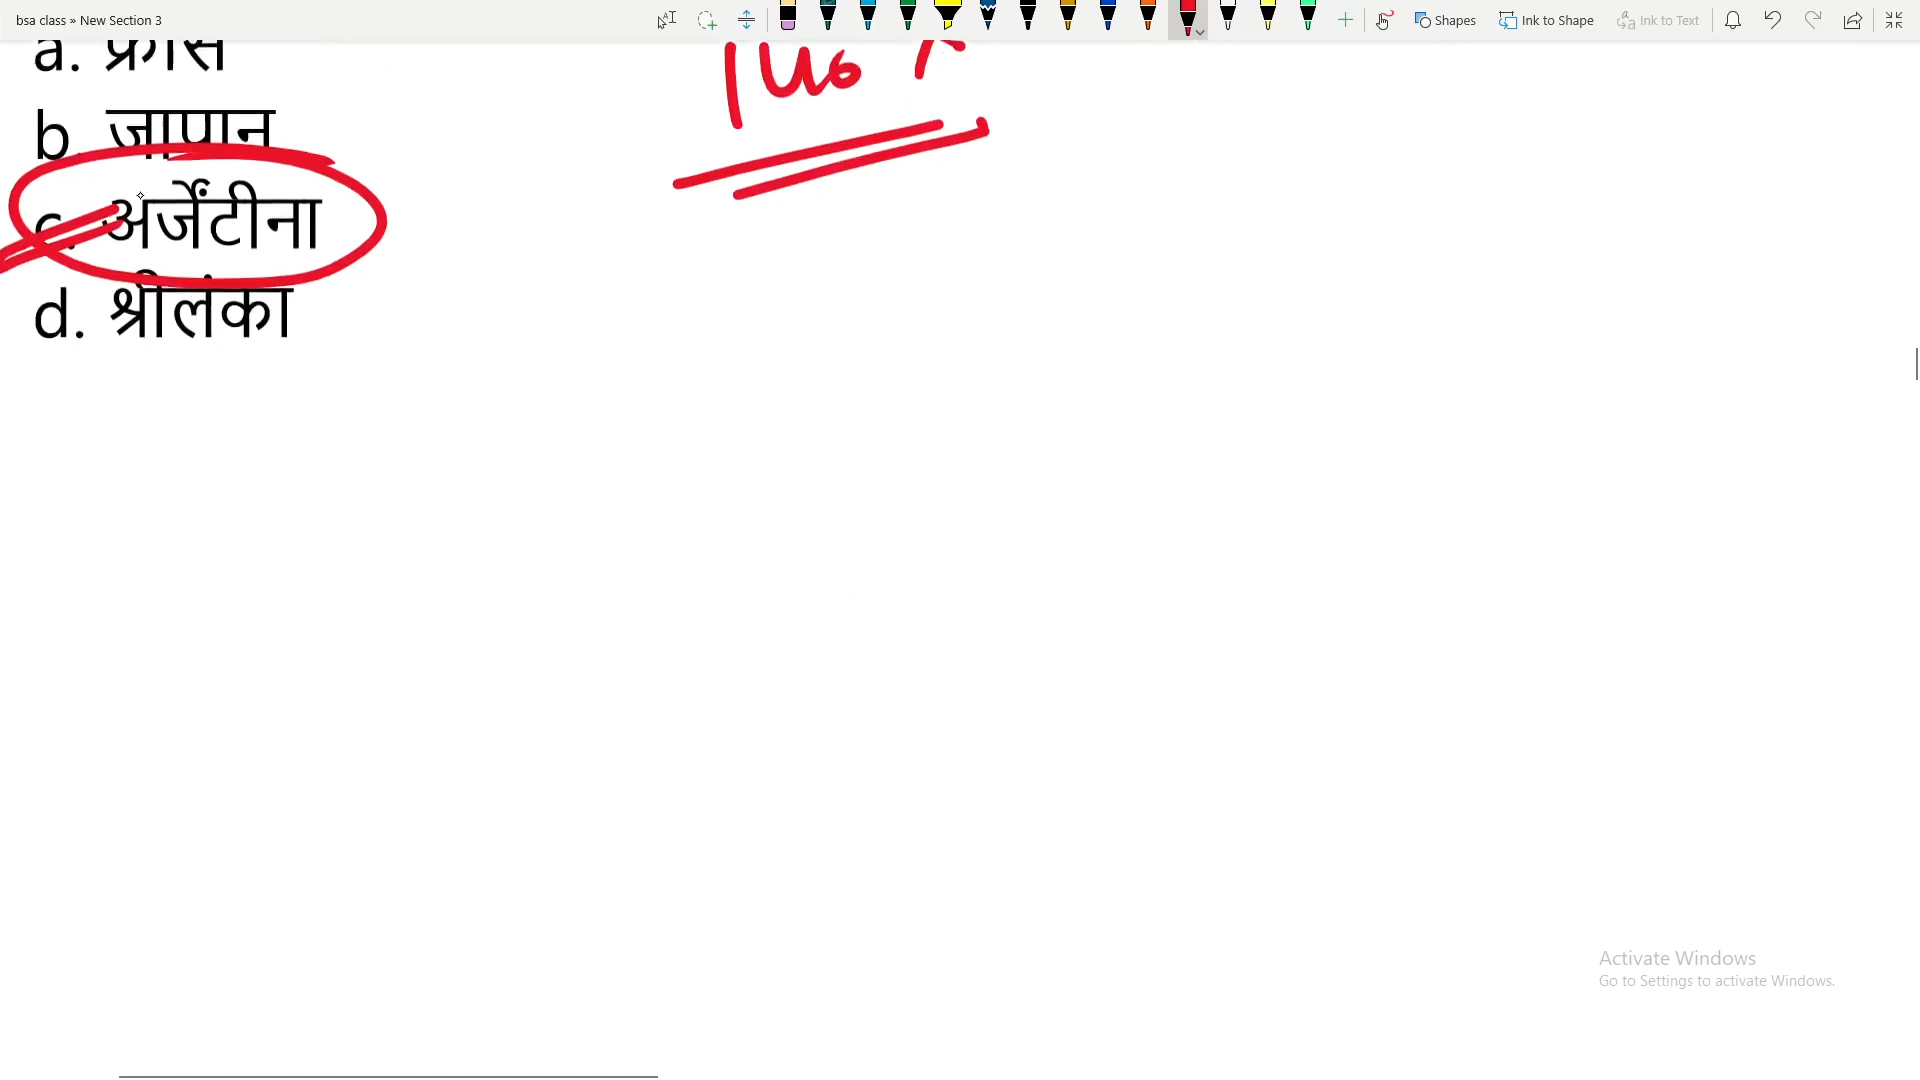 bsa class » New Section 3
Shapes
Ink to Shape
Ink to Text
a. फ्रांस
b. जापान
c. अर्जेंटीना
d. श्रीलंका
Activate Windows
Go to Settings to activate Windows.